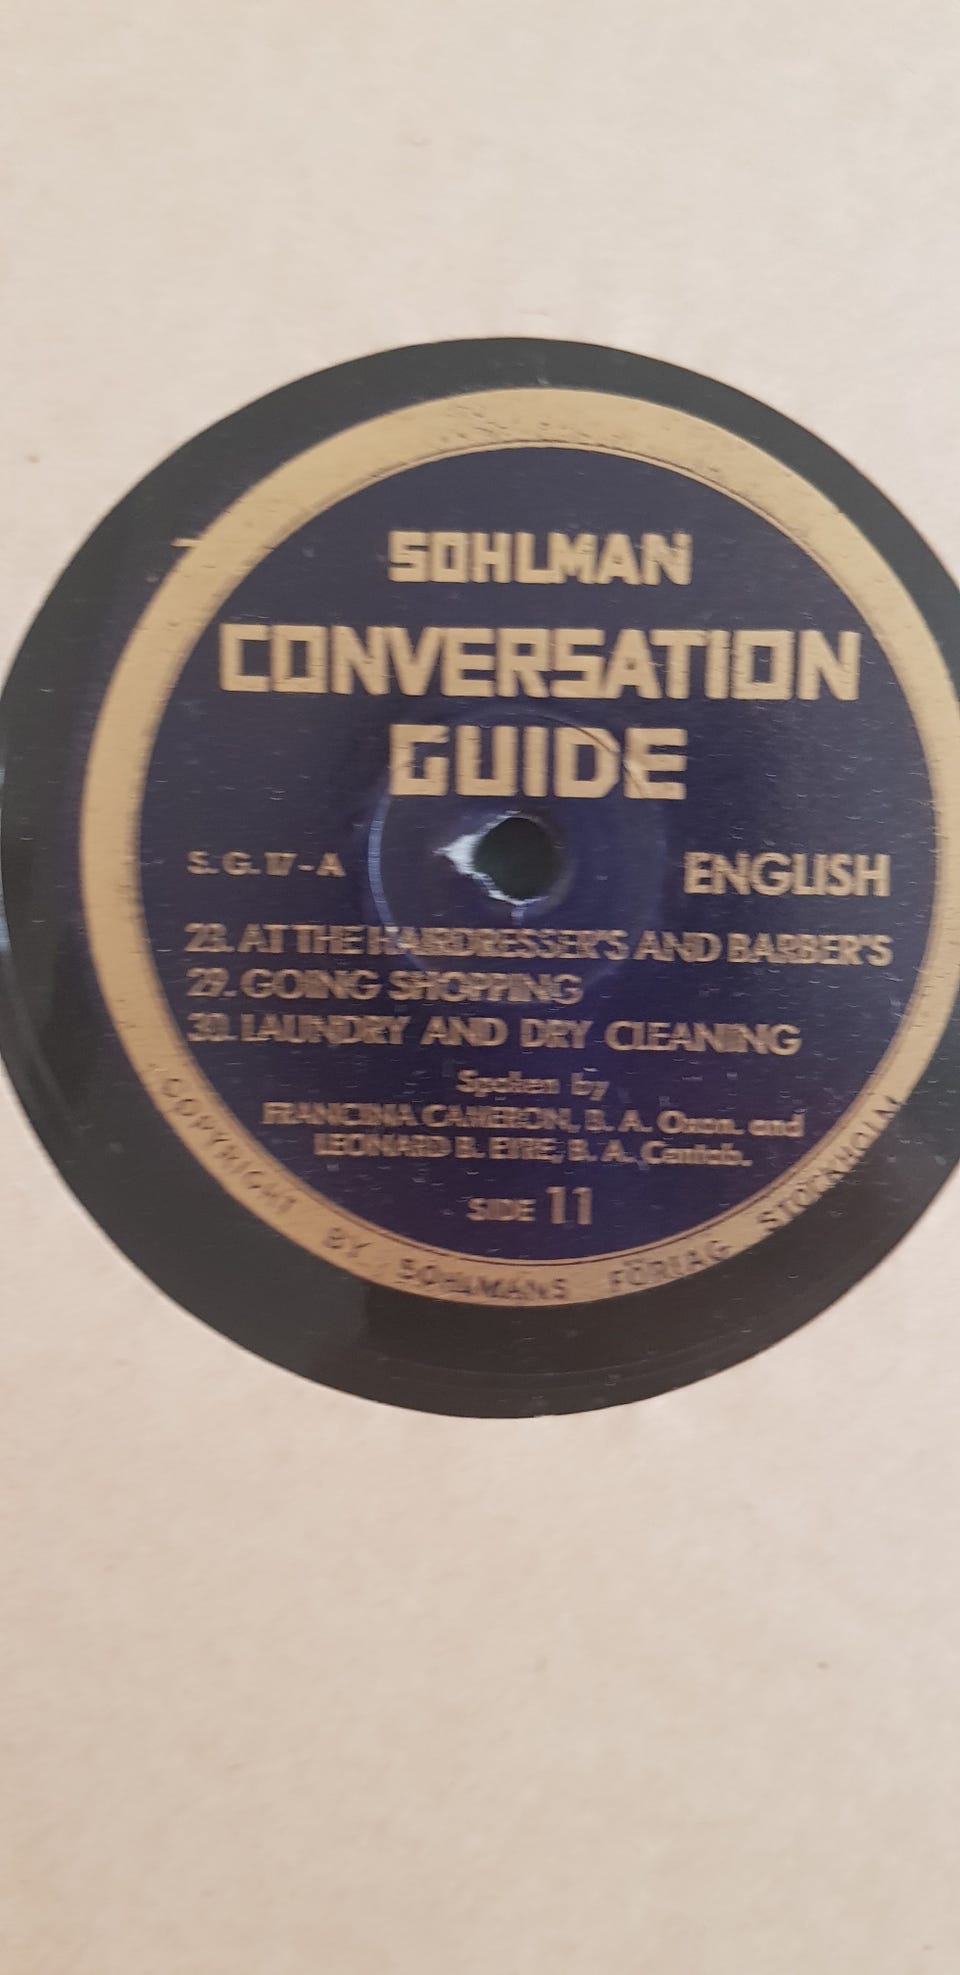 SOHLMAN
CONVERSATION
GUIDE
S. G. 17 - A
ENGLISH
28. AT THE HAIRDRESSER'S AND BARBER'S
29. GOING SHOPPING
30. LAUNDRY AND DRY CLEANING
Spoken by
FRANCINA CAMERON, B. A. Oxon. and
LEONARD B. EYRE, B. A. Cantab.
SIDE 11
COPYRIGHT BY SOHLMANS FÖRLAG STOCKHOLM